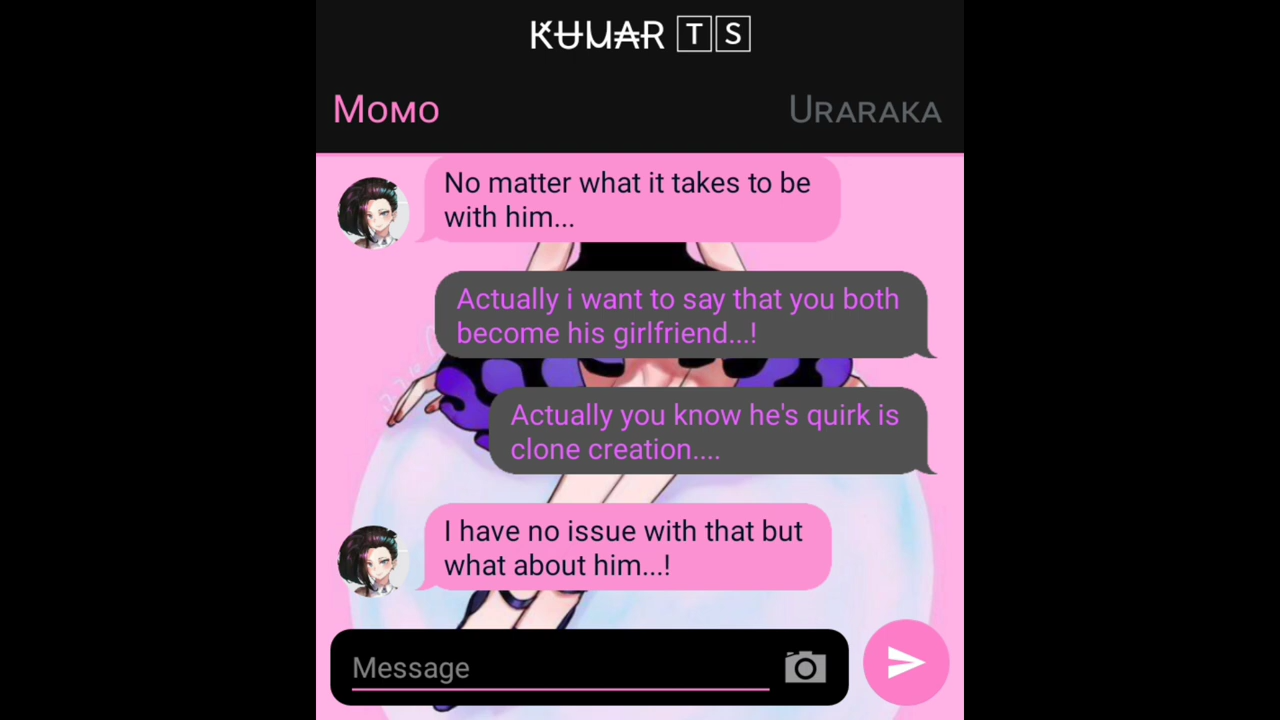 KUMAR 🅃🅂
Momo Uraraka
No matter what it takes to be
with him...
Actually i want to say that you both
become his girlfriend...!
Actually you know he's quirk is
clone creation....
I have no issue with that but
what about him...!
Message